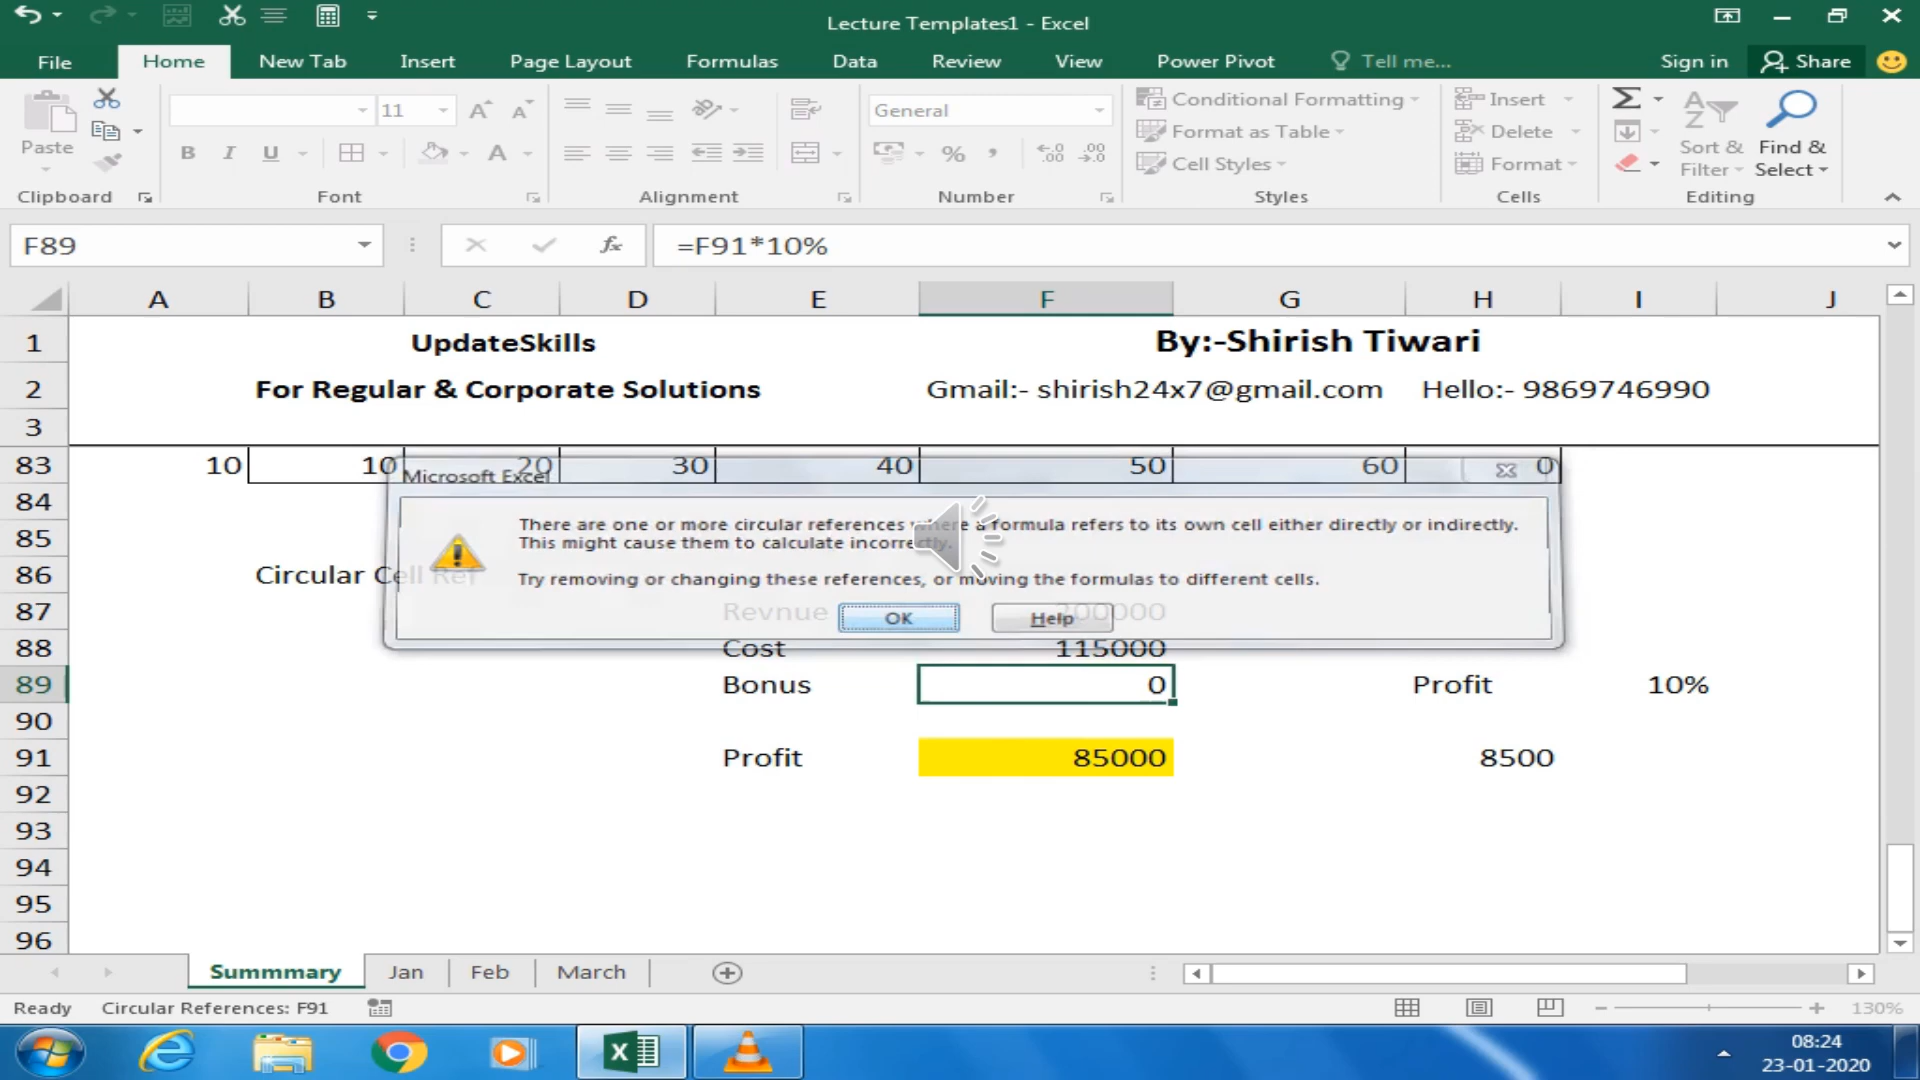 Lecture Templates1 - Excel
File Home New Tab Insert Page Layout Formulas Data Review View Power Pivot Tell me... Sign in Share
Paste
11
B I U A
General
%
Conditional Formatting
Format as Table
Cell Styles
Insert
Delete
Format
Sort & Filter
Find & Select
Clipboard Font Alignment Number Styles Cells Editing
F89 fx =F91*10%
A B C D E F G H I J
1 UpdateSkills By:-Shirish Tiwari
2 For Regular & Corporate Solutions Gmail:- shirish24x7@gmail.com Hello:- 9869746990
3
83 10 10 20 30 40 50 60 0
Microsoft Excel
84
There are one or more circular references where a formula refers to its own cell either directly or indirectly.
85
This might cause them to calculate incorrectly.
86 Circular Cell Ref
Try removing or changing these references, or moving the formulas to different cells.
87 Revnue 200000
OK Help
88 Cost 115000
89 Bonus 0 Profit 10%
90
91 Profit 85000 8500
92
93
94
95
96
Summmary Jan Feb March
Ready Circular References: F91 130%
08:24
23-01-2020